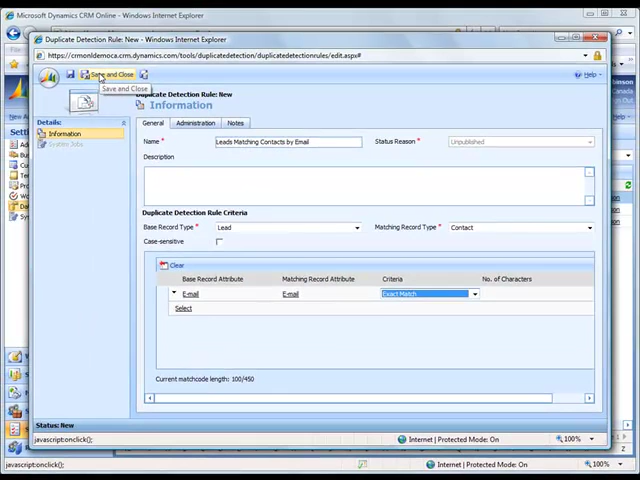 Microsoft Dynamics CRM Online - Windows Internet Explorer
Duplicate Detection Rule: New - Windows Internet Explorer
https://crmonldemoca.crm.dynamics.com/tools/duplicatedetection/duplicatedetectionrules/edit.aspx#
Save and Close
Help
Save and Close
Duplicate Detection Rule: New
Information
Details:
Information
System Jobs
General Administration Notes
Name * Leads Matching Contacts by Email Status Reason * Unpublished
Description
Duplicate Detection Rule Criteria
Base Record Type * Lead Matching Record Type * Contact
Case-sensitive
Clear
Base Record Attribute Matching Record Attribute Criteria No. of Characters
E-mail E-mail Exact Match
Select
Current matchcode length: 100/450
Status: New
javascript:onclick(); Internet | Protected Mode: On 100%
javascript:onclick(); Internet | Protected Mode: On 100%